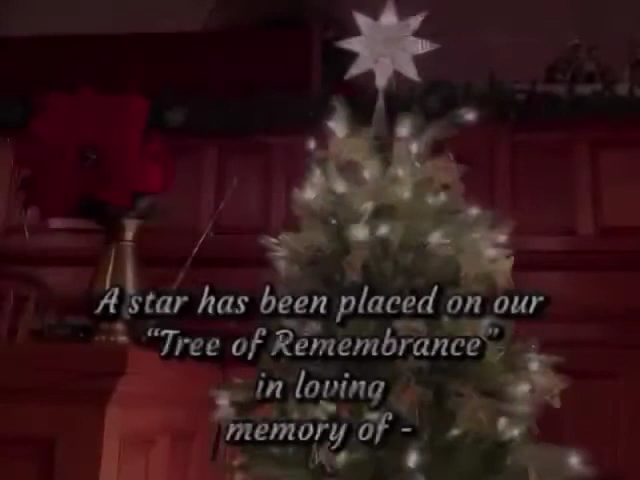 A star has been placed on our
“Tree of Remembrance”
in loving
memory of -